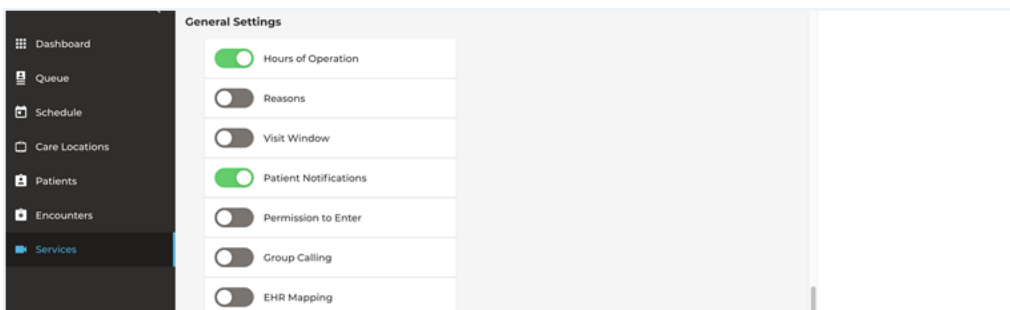 General Settings
Dashboard
Queue
Schedule
Care Locations
Patients
Encounters
Services
Hours of Operation
Reasons
Visit Window
Patient Notifications
Permission to Enter
Group Calling
EHR Mapping